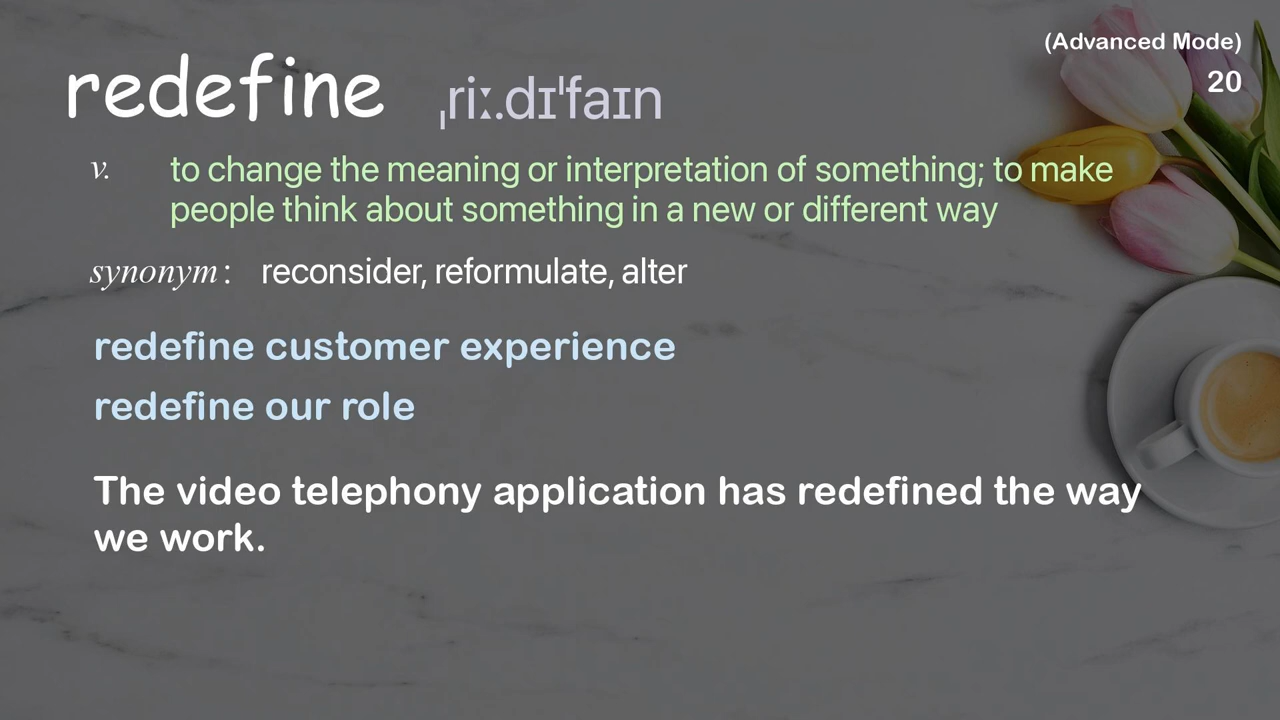 (Advanced Mode)
20
redefine ˌriː.dɪˈfaɪn
v. to change the meaning or interpretation of something; to make
people think about something in a new or different way
synonym : reconsider, reformulate, alter
redefine customer experience
redefine our role
The video telephony application has redefined the way
we work.